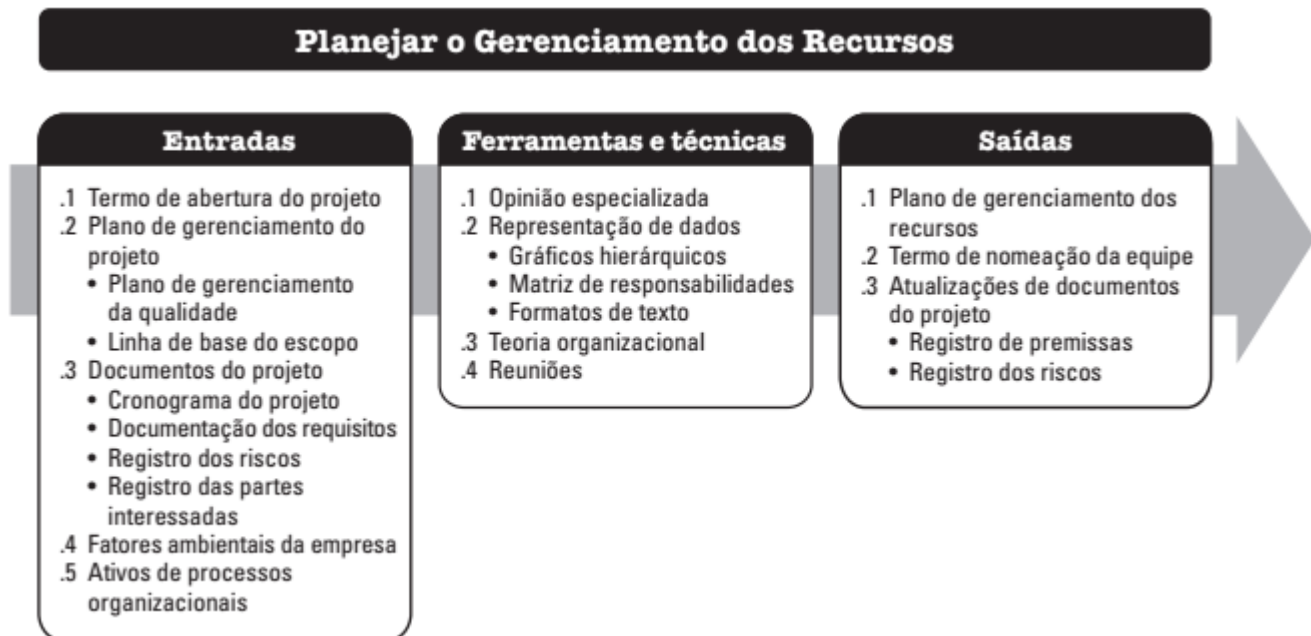 Planejar o Gerenciamento dos Recursos
Entradas
.1 Termo de abertura do projeto
.2 Plano de gerenciamento do
projeto
• Plano de gerenciamento
da qualidade
• Linha de base do escopo
.3 Documentos do projeto
• Cronograma do projeto
• Documentação dos requisitos
• Registro dos riscos
• Registro das partes
interessadas
.4 Fatores ambientais da empresa
.5 Ativos de processos
organizacionais
Ferramentas e técnicas
.1 Opinião especializada
.2 Representação de dados
• Gráficos hierárquicos
• Matriz de responsabilidades
• Formatos de texto
.3 Teoria organizacional
.4 Reuniões
Saídas
.1 Plano de gerenciamento dos
recursos
.2 Termo de nomeação da equipe
.3 Atualizações de documentos
do projeto
• Registro de premissas
• Registro dos riscos